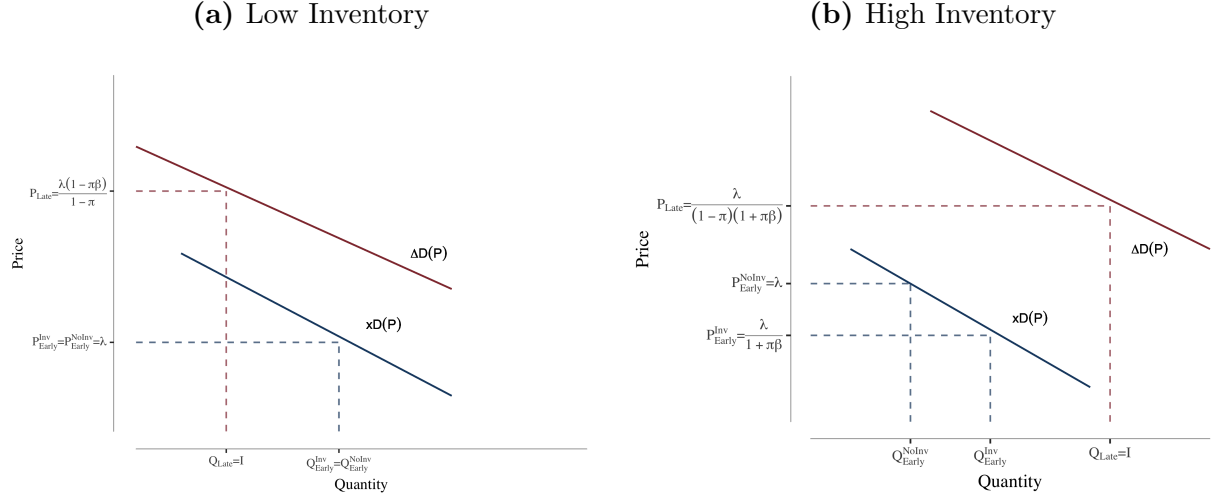 (a) Low Inventory
P_Late=λ(1−πβ)/(1−π)
Price
ΔD(P)
xD(P)
P^Inv_Early=P^NoInv_Early=λ
Q_Late=I
Q^Inv_Early=Q^NoInv_Early
Quantity
(b) High Inventory
P_Late=λ/((1−π)(1+πβ))
Price
ΔD(P)
P^NoInv_Early=λ
xD(P)
P^Inv_Early=λ/(1+πβ)
Q^NoInv_Early
Q^Inv_Early
Q_Late=I
Quantity